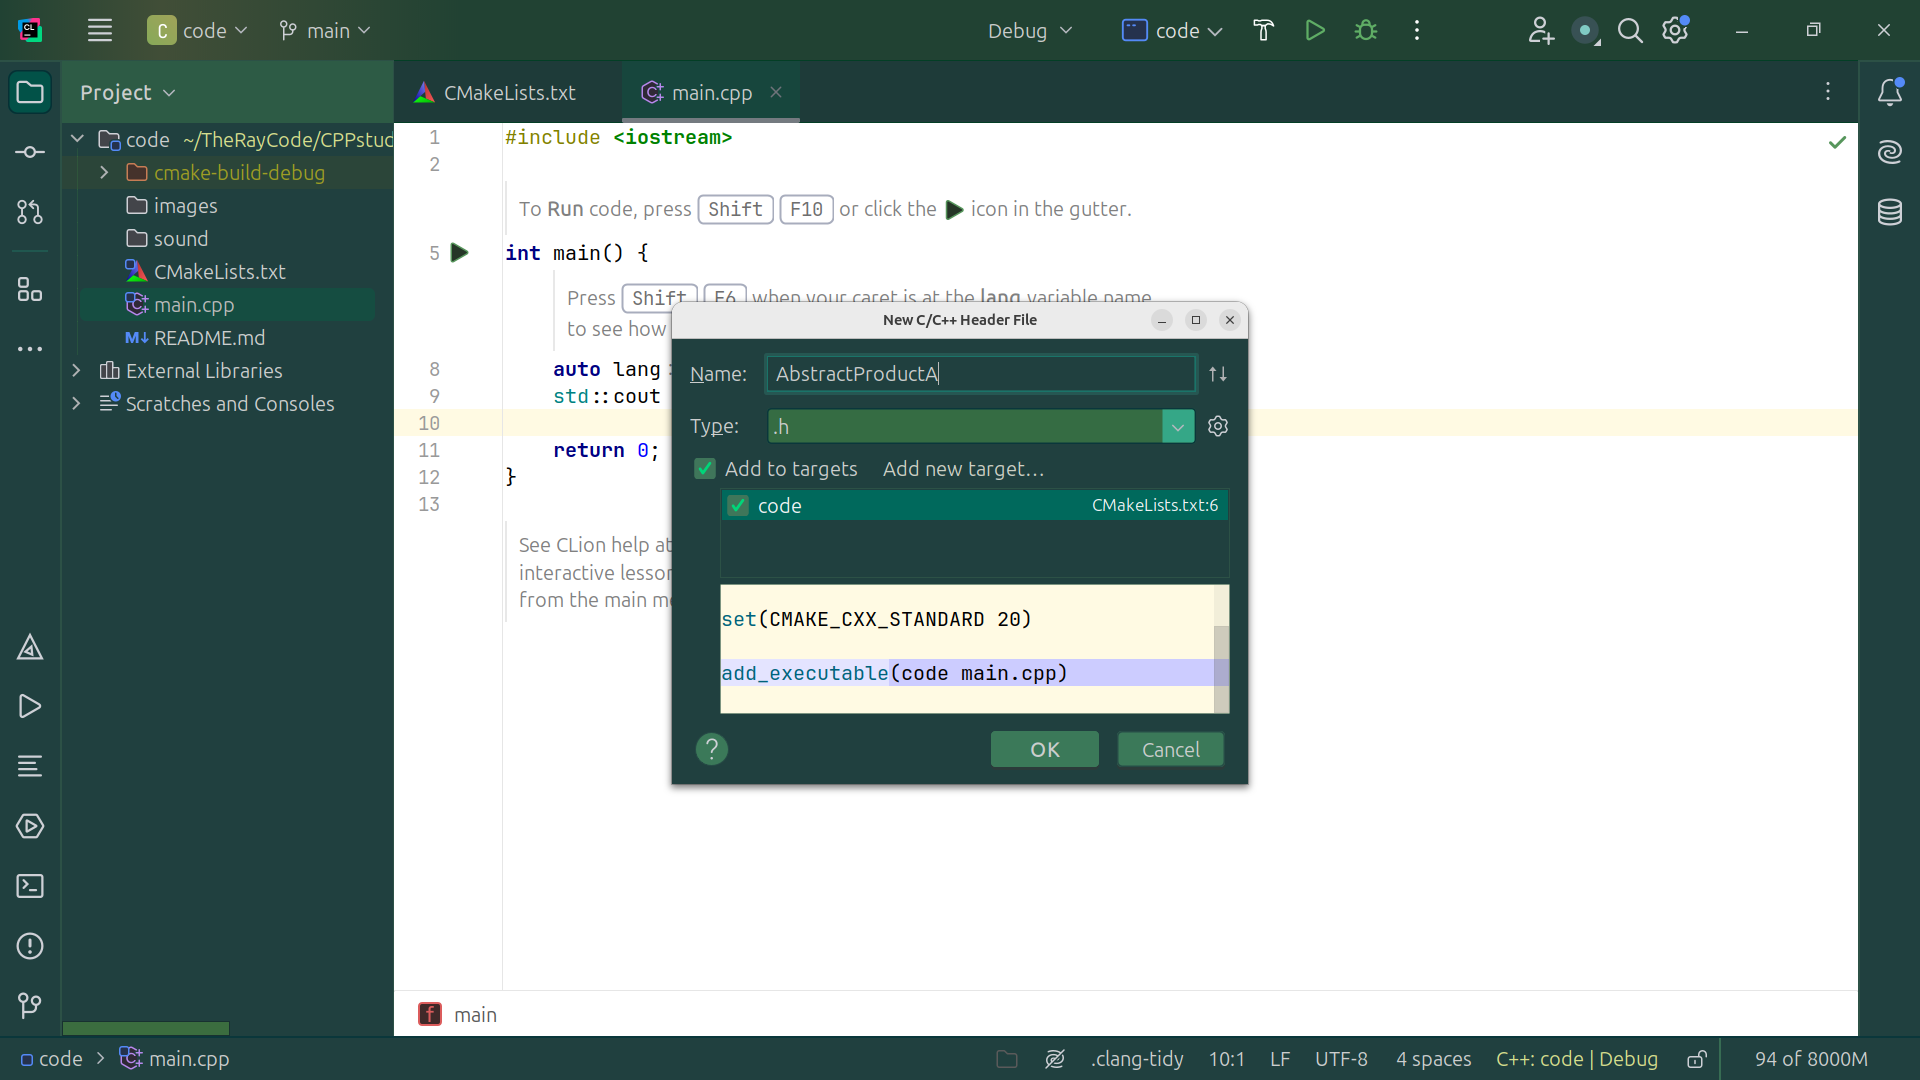 CL
C code
main
Debug
code
Project
CMakeLists.txt
main.cpp
code ~/TheRayCode/CPPstud
cmake-build-debug
images
sound
CMakeLists.txt
main.cpp
M↓ README.md
External Libraries
Scratches and Consoles
1 #include <iostream>
2
To Run code, press Shift F10 or click the icon in the gutter.
5 int main() {
Press Shift F6 when your caret is at the lang variable name
to see how
8 auto lang
9 std::cout
10
11 return 0;
12 }
13
See CLion help at
interactive lesson
from the main me
New C/C++ Header File
Name: AbstractProductA
Type: .h
Add to targets Add new target...
code CMakeLists.txt:6
set(CMAKE_CXX_STANDARD 20)
add_executable(code main.cpp)
? OK Cancel
f main
code > main.cpp
.clang-tidy 10:1 LF UTF-8 4 spaces C++: code | Debug 94 of 8000M